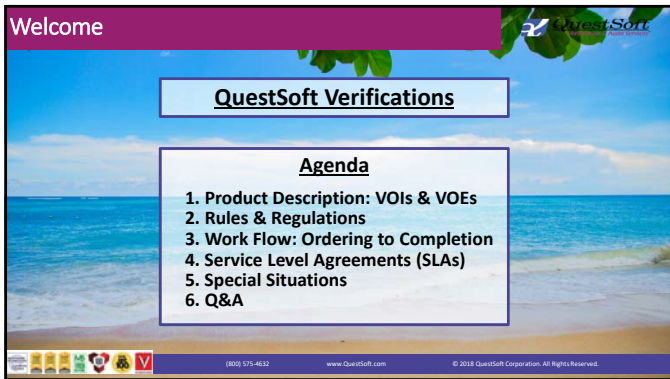 Welcome
QuestSoft
QuestSoft Verifications
Agenda
1. Product Description: VOIs & VOEs
2. Rules & Regulations
3. Work Flow: Ordering to Completion
4. Service Level Agreements (SLAs)
5. Special Situations
6. Q&A
(800) 575-4632 www.QuestSoft.com © 2018 QuestSoft Corporation. All Rights Reserved.